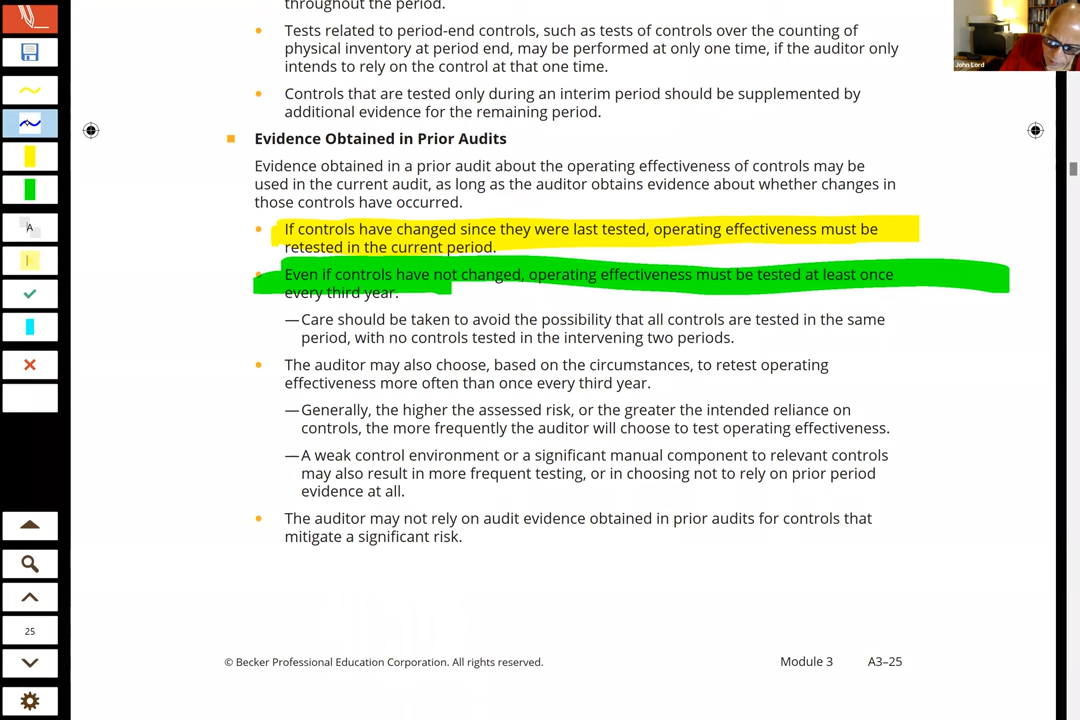 throughout the period.
• Tests related to period-end controls, such as tests of controls over the counting of
physical inventory at period end, may be performed at only one time, if the auditor only
intends to rely on the control at that one time.
• Controls that are tested only during an interim period should be supplemented by
additional evidence for the remaining period.
Evidence Obtained in Prior Audits
Evidence obtained in a prior audit about the operating effectiveness of controls may be
used in the current audit, as long as the auditor obtains evidence about whether changes in
those controls have occurred.
• If controls have changed since they were last tested, operating effectiveness must be
retested in the current period.
• Even if controls have not changed, operating effectiveness must be tested at least once
every third year.
— Care should be taken to avoid the possibility that all controls are tested in the same
period, with no controls tested in the intervening two periods.
• The auditor may also choose, based on the circumstances, to retest operating
effectiveness more often than once every third year.
— Generally, the higher the assessed risk, or the greater the intended reliance on
controls, the more frequently the auditor will choose to test operating effectiveness.
— A weak control environment or a significant manual component to relevant controls
may also result in more frequent testing, or in choosing not to rely on prior period
evidence at all.
• The auditor may not rely on audit evidence obtained in prior audits for controls that
mitigate a significant risk.
© Becker Professional Education Corporation. All rights reserved.
Module 3 A3–25
John Lord
A
25